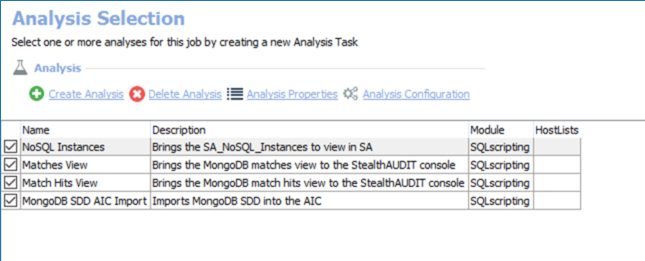 Analysis Selection
Select one or more analyses for this job by creating a new Analysis Task
Analysis
Create Analysis Delete Analysis Analysis Properties Analysis Configuration
Name Description Module HostLists
NoSQL Instances Brings the SA_NoSQL_Instances to view in SA SQLscripting
Matches View Brings the MongoDB matches view to the StealthAUDIT console SQLscripting
Match Hits View Brings the MongoDB match hits view to the StealthAUDIT console SQLscripting
MongoDB SDD AIC Import Imports MongoDB SDD into the AIC SQLscripting